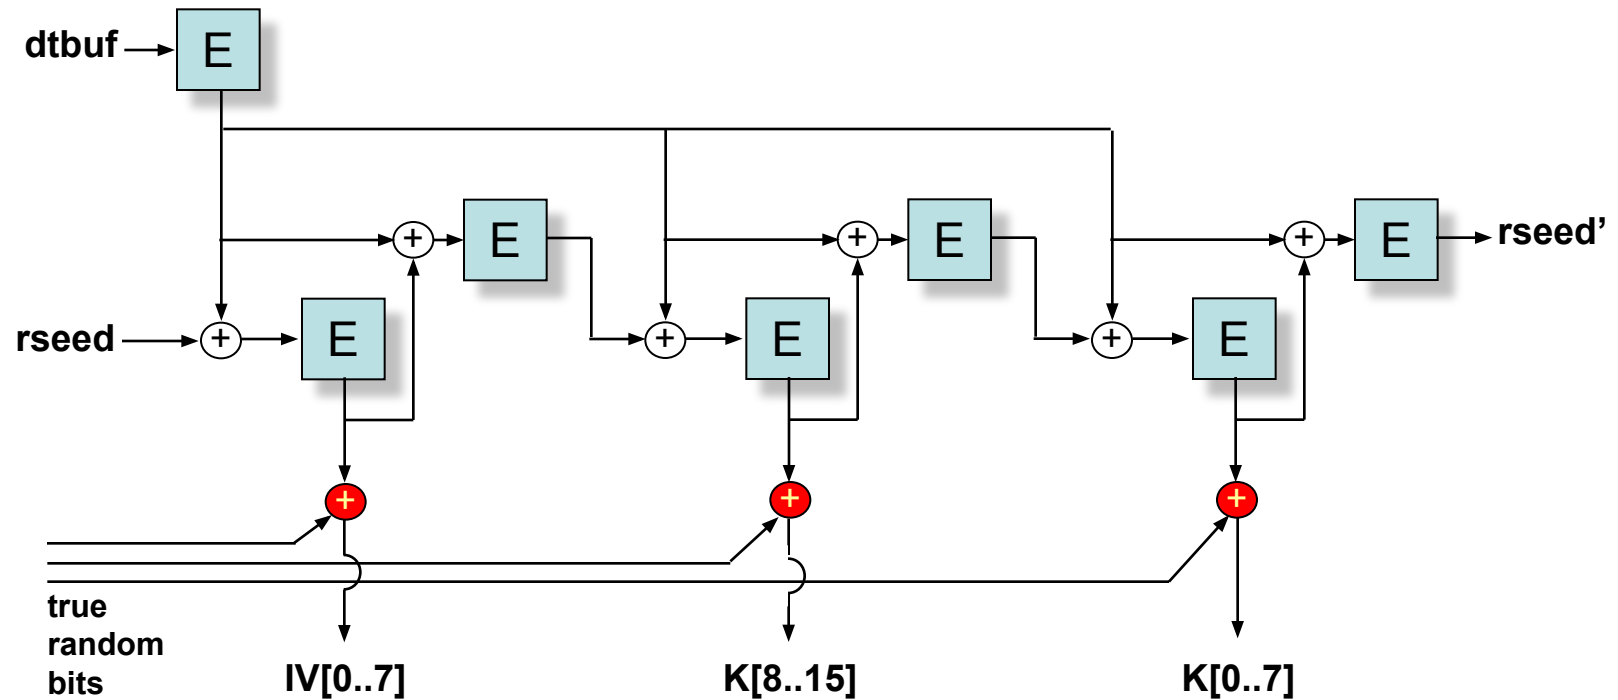 dtbuf
E
+
E
E
+
E
+
E
rseed’
rseed
+
E
+
E
+
E
+
+
+
true
random
bits
IV[0..7]
K[8..15]
K[0..7]